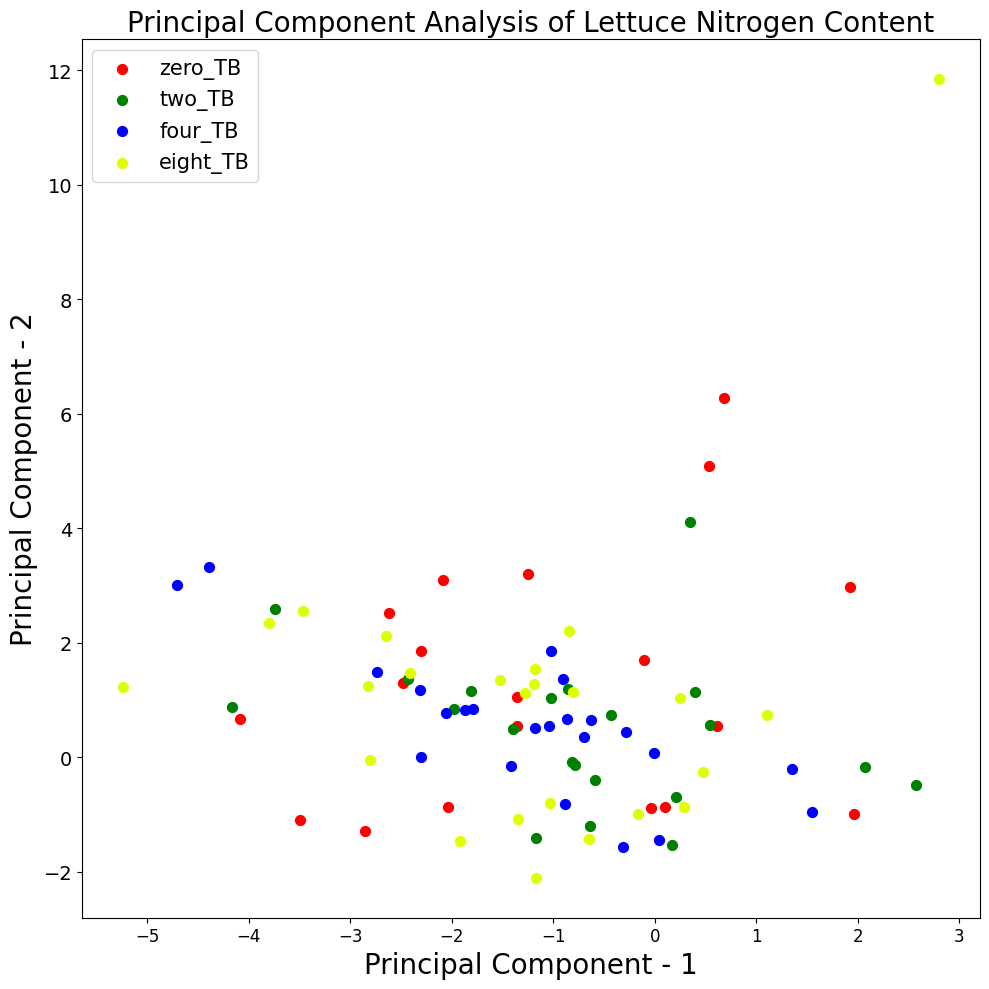 Principal Component Analysis of Lettuce Nitrogen Content
zero_TB
two_TB
four_TB
eight_TB
12
10
8
6
4
2
0
−2
Principal Component - 2
−5 −4 −3 −2 −1 0 1 2 3
Principal Component - 1